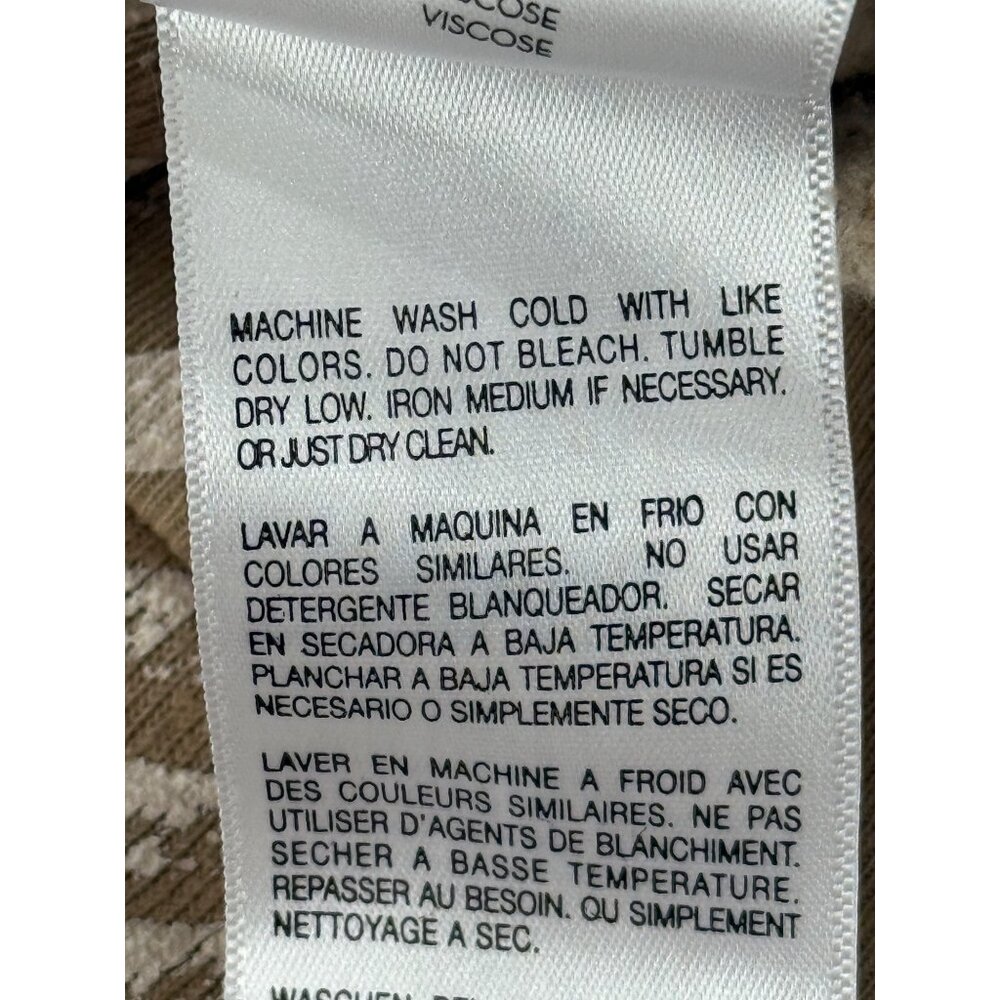 VISCOSE
VISCOSE
MACHINE WASH COLD WITH LIKE
COLORS. DO NOT BLEACH. TUMBLE
DRY LOW. IRON MEDIUM IF NECESSARY.
OR JUST DRY CLEAN.
LAVAR A MAQUINA EN FRIO CON
COLORES SIMILARES. NO USAR
DETERGENTE BLANQUEADOR. SECAR
EN SECADORA A BAJA TEMPERATURA.
PLANCHAR A BAJA TEMPERATURA SI ES
NECESARIO O SIMPLEMENTE SECO.
LAVER EN MACHINE A FROID AVEC
DES COULEURS SIMILAIRES. NE PAS
UTILISER D'AGENTS DE BLANCHIMENT.
SECHER A BASSE TEMPERATURE.
REPASSER AU BESOIN. OU SIMPLEMENT
NETTOYAGE A SEC.
WASCHEN